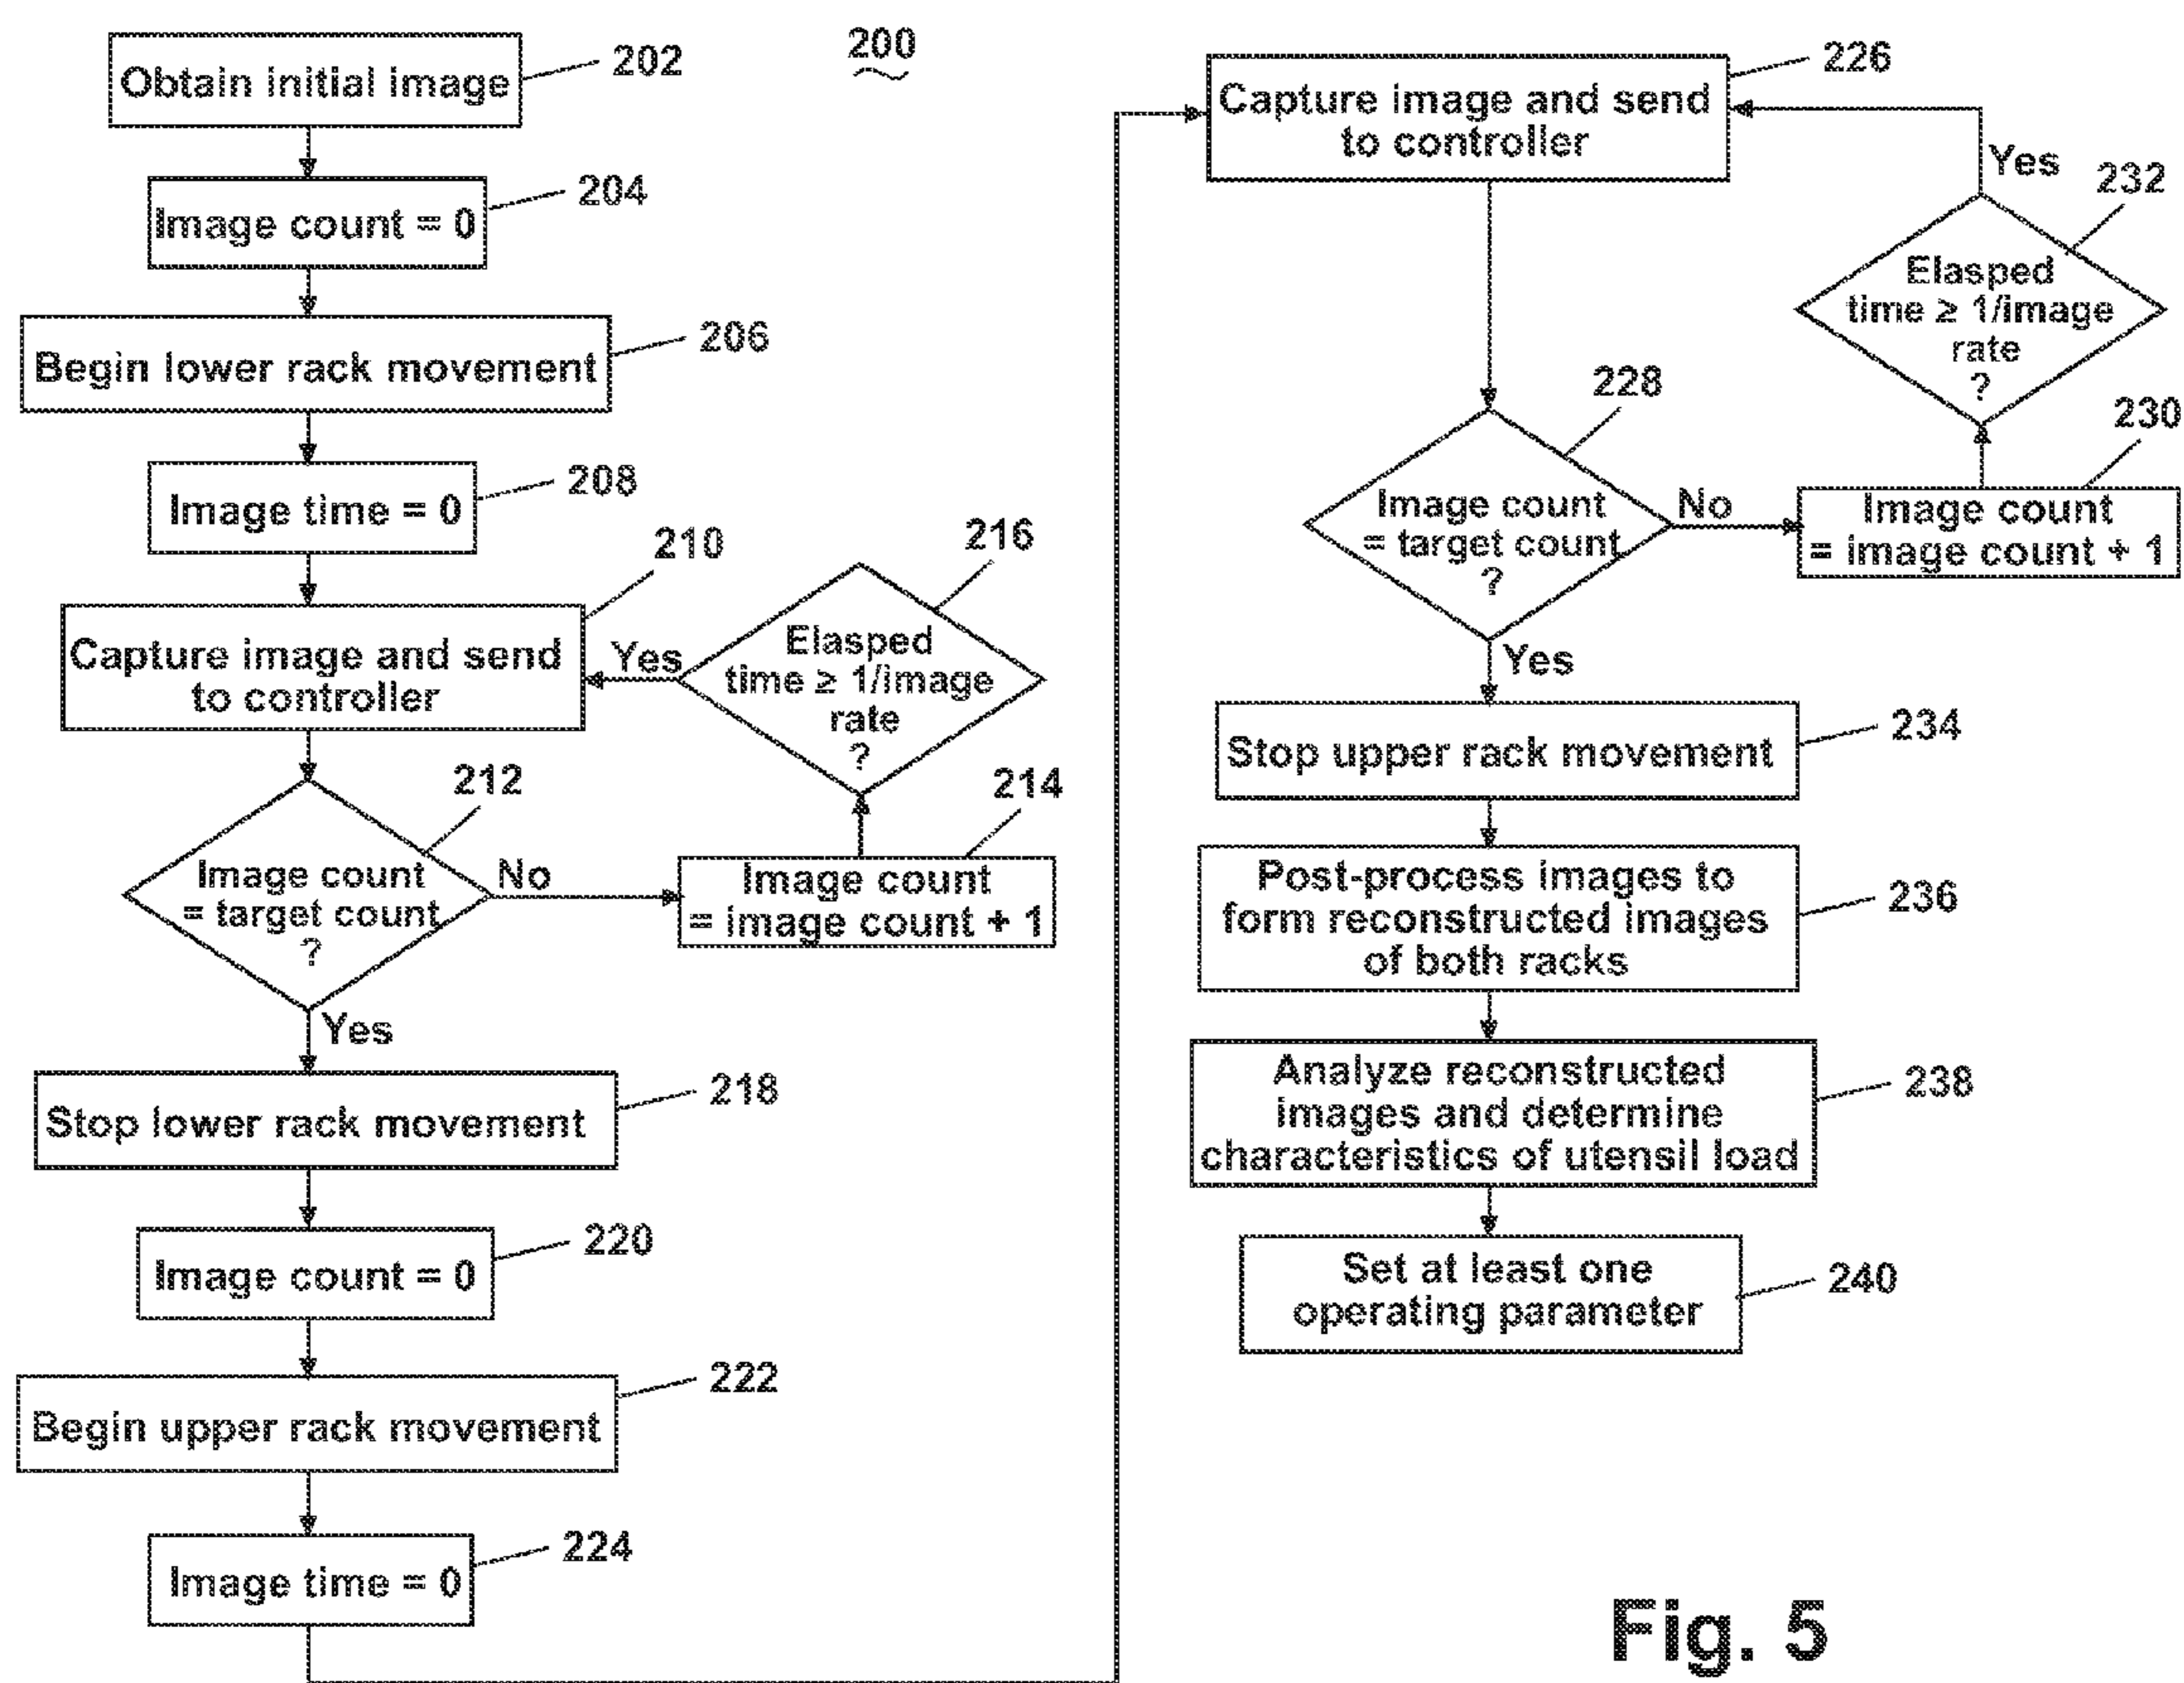 200
Obtain initial image
202
Image count = 0
204
Begin lower rack movement
206
Image time = 0
208
Capture image and send
to controller
210
Image count
= target count
?
212
No
Yes
Image count
= image count + 1
214
Elasped
time ≥ 1/image
rate
?
216
Yes
Stop lower rack movement
218
Image count = 0
220
Begin upper rack movement
222
Image time = 0
224
Capture image and send
to controller
226
Image count
= target count
?
228
No
Yes
Image count
= image count + 1
230
Elasped
time ≥ 1/image
rate
?
232
Yes
Stop upper rack movement
234
Post-process images to
form reconstructed images
of both racks
236
Analyze reconstructed
images and determine
characteristics of utensil load
238
Set at least one
operating parameter
240
Fig. 5